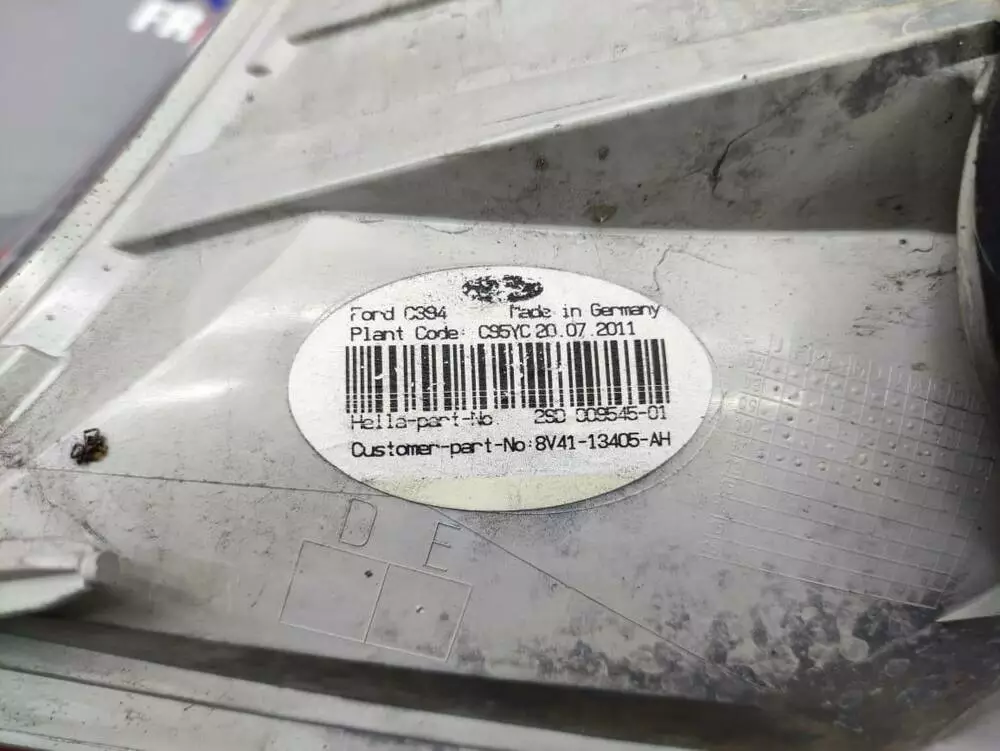 Ford C394 Made in Germany
Plant Code: C95YC 20.07.2011
Hella-part-No 2SD 009545-01
Customer-part-No:8V41-13405-AH
D E